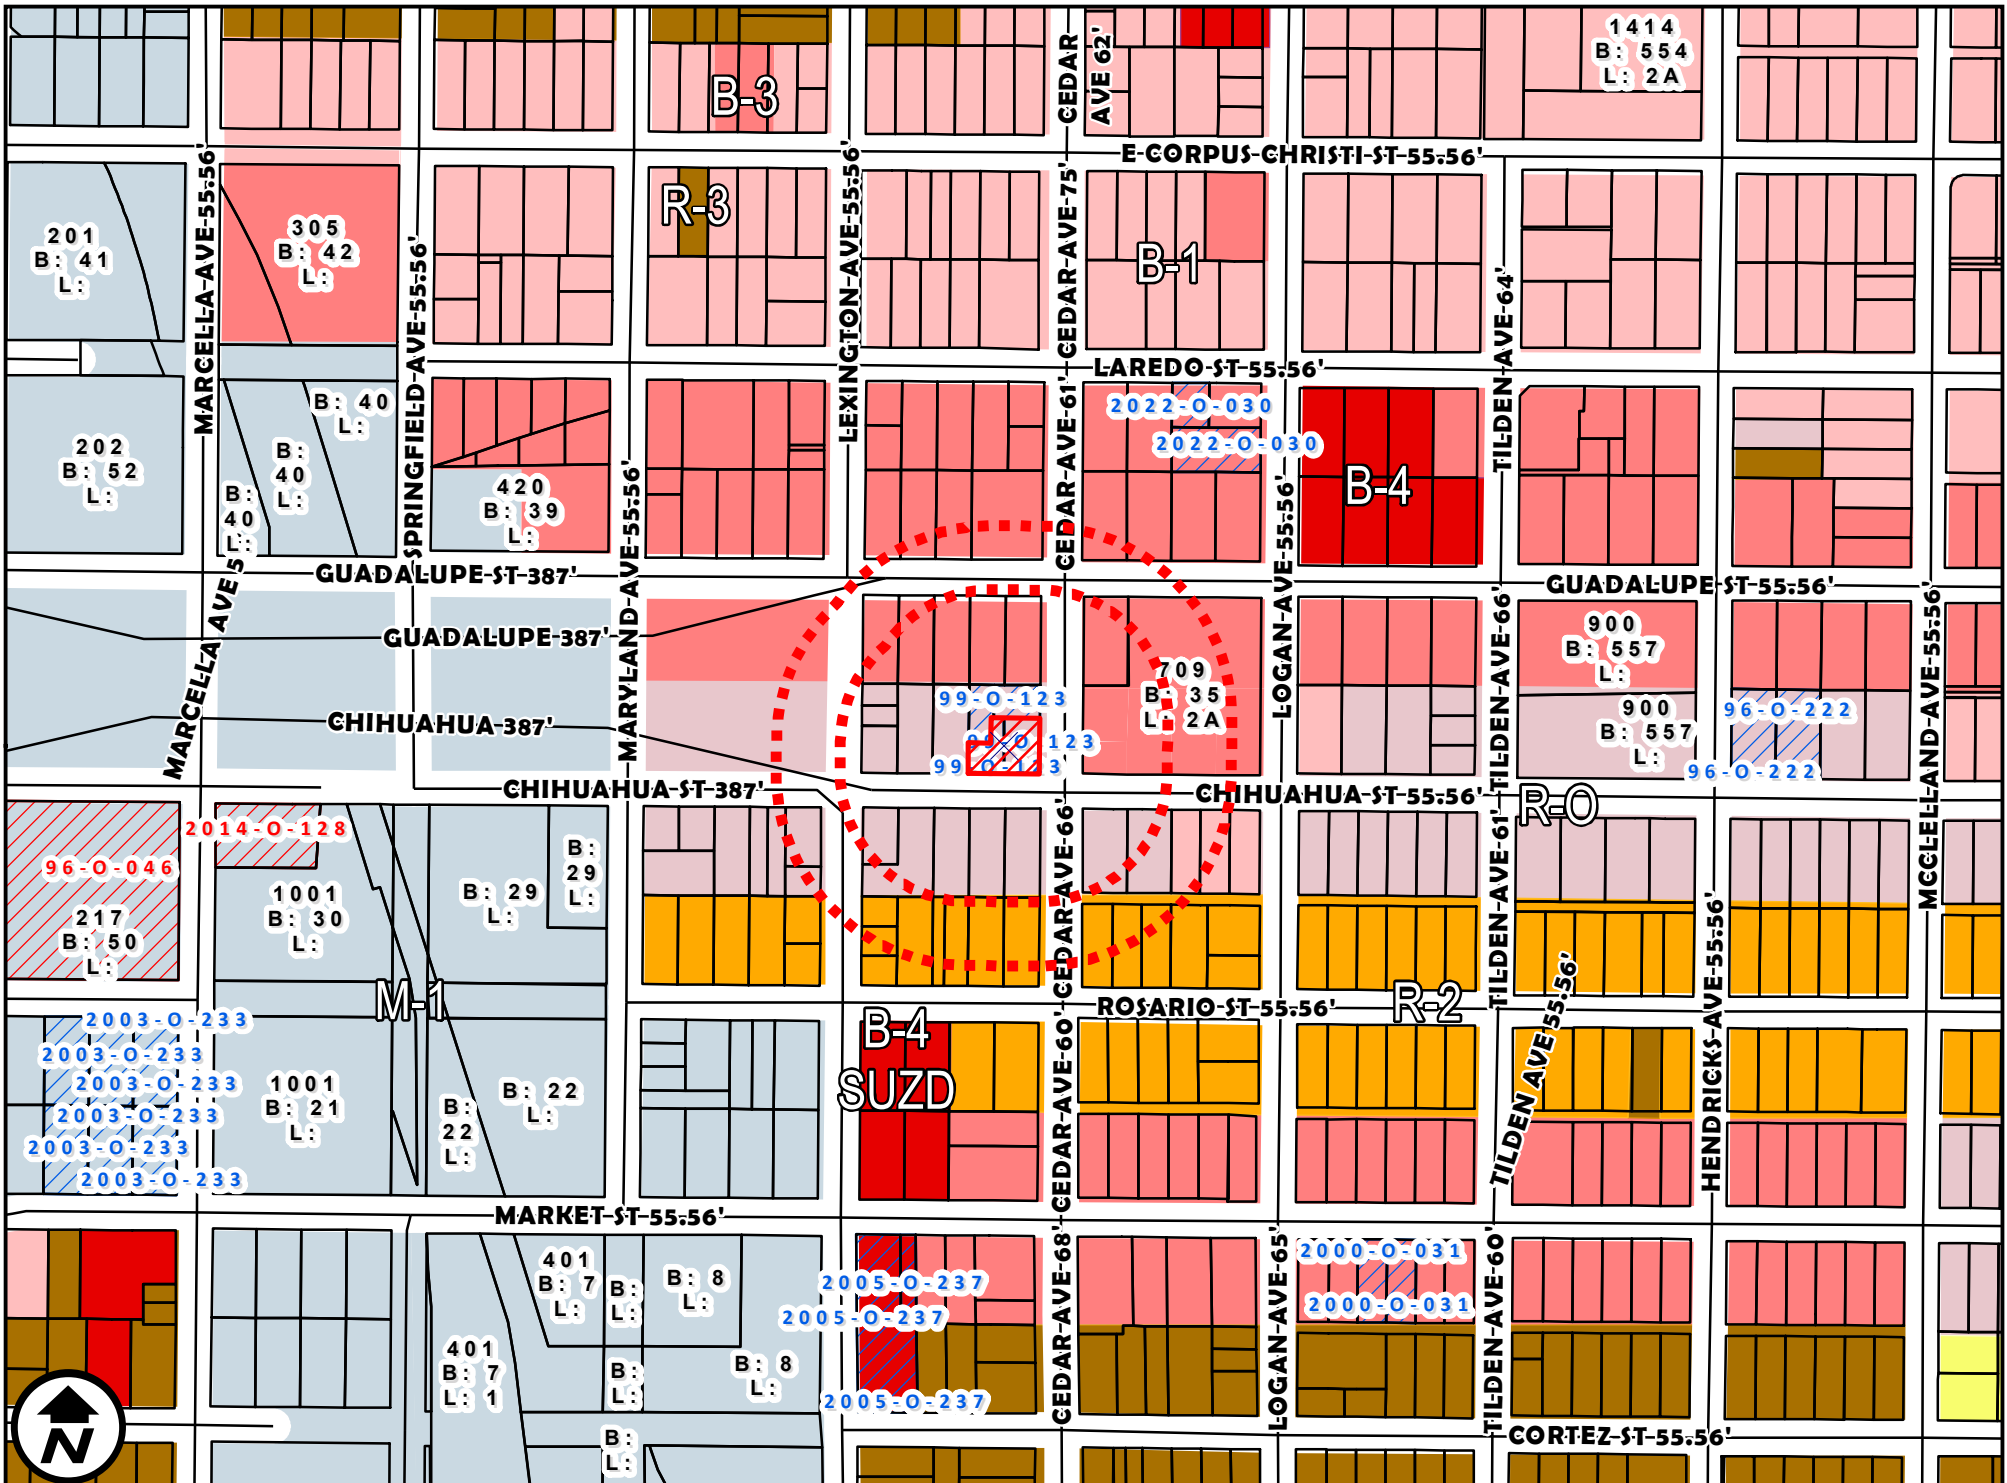 CEDAR
AVE 62'
1414
B: 554
L: 2A
B-3
E CORPUS CHRISTI ST 55.56'
MARCELLA AVE 55.56'
LEXINGTON AVE 55.56'
CEDAR AVE 75'
R-3
201
B: 41
L:
305
B: 42
L:
SPRINGFIELD AVE 55.56'
B-1
TILDEN AVE 64'
LAREDO ST 55.56'
CEDAR AVE 61'
B: 40
L:
2022-O-030
2022-O-030
202
B: 52
L:
B:
40
L:
B:
40
L:
420
B: 39
L:
MARYLAND AVE 55.56'
LOGAN AVE 55.56'
B-4
GUADALUPE ST 387'
GUADALUPE ST 55.56'
MARCELLA AVE 5
GUADALUPE 387'
TILDEN AVE 66'
900
B: 557
L:
MCCLELLAND AVE 55.56'
709
B: 35
L: 2A
99-O-123
99-O-123
99-O-123
CHIHUAHUA 387'
900
B: 557
L:
96-O-222
96-O-222
CHIHUAHUA ST 387'
CHIHUAHUA ST 55.56'
R-O
CEDAR AVE 66'
TILDEN AVE 61'
2014-O-128
96-O-046
217
B: 50
L:
1001
B: 30
L:
B: 29
L:
B:
29
L:
HENDRICKS AVE 55.56'
TILDEN AVE 55.56'
M-1
ROSARIO ST 55.56'
R-2
2003-O-233
2003-O-233
2003-O-233
2003-O-233
2003-O-233
2003-O-233
B-4
SUZD
CEDAR AVE 60'
1001
B: 21
L:
B:
22
L:
B: 22
L:
MARKET ST 55.56'
CEDAR AVE 68'
LOGAN AVE 65'
TILDEN AVE 60'
401
B: 7
L:
B:
L:
B: 8
L:
2005-O-237
2005-O-237
2005-O-237
2000-O-031
2000-O-031
401
B: 7
L: 1
B:
L:
B: 8
L:
B:
L:
CORTEZ ST 55.56'
N